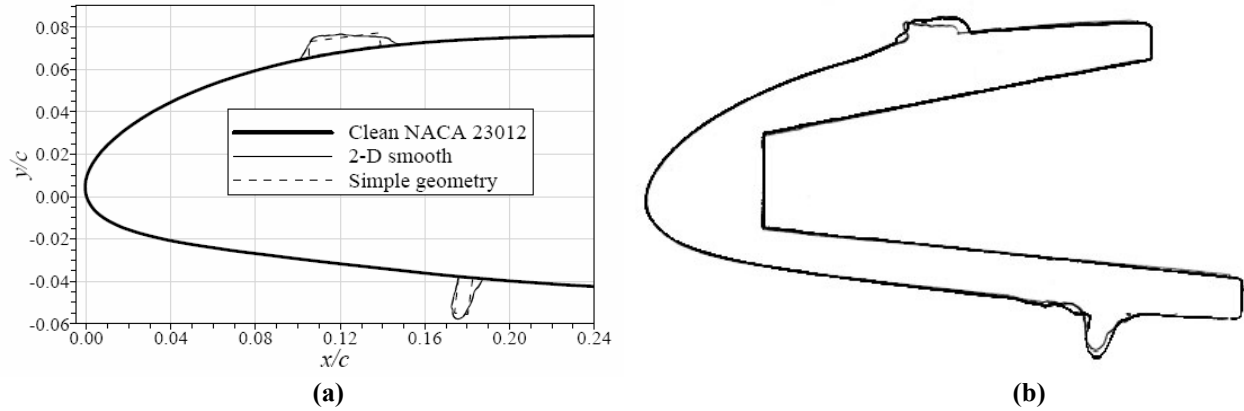 0.08
0.06
0.04
0.02
0.00
-0.02
-0.04
-0.06
y/c
Clean NACA 23012
2-D smooth
Simple geometry
0.00 0.04 0.08 0.12 0.16 0.20 0.24
x/c
(a) (b)